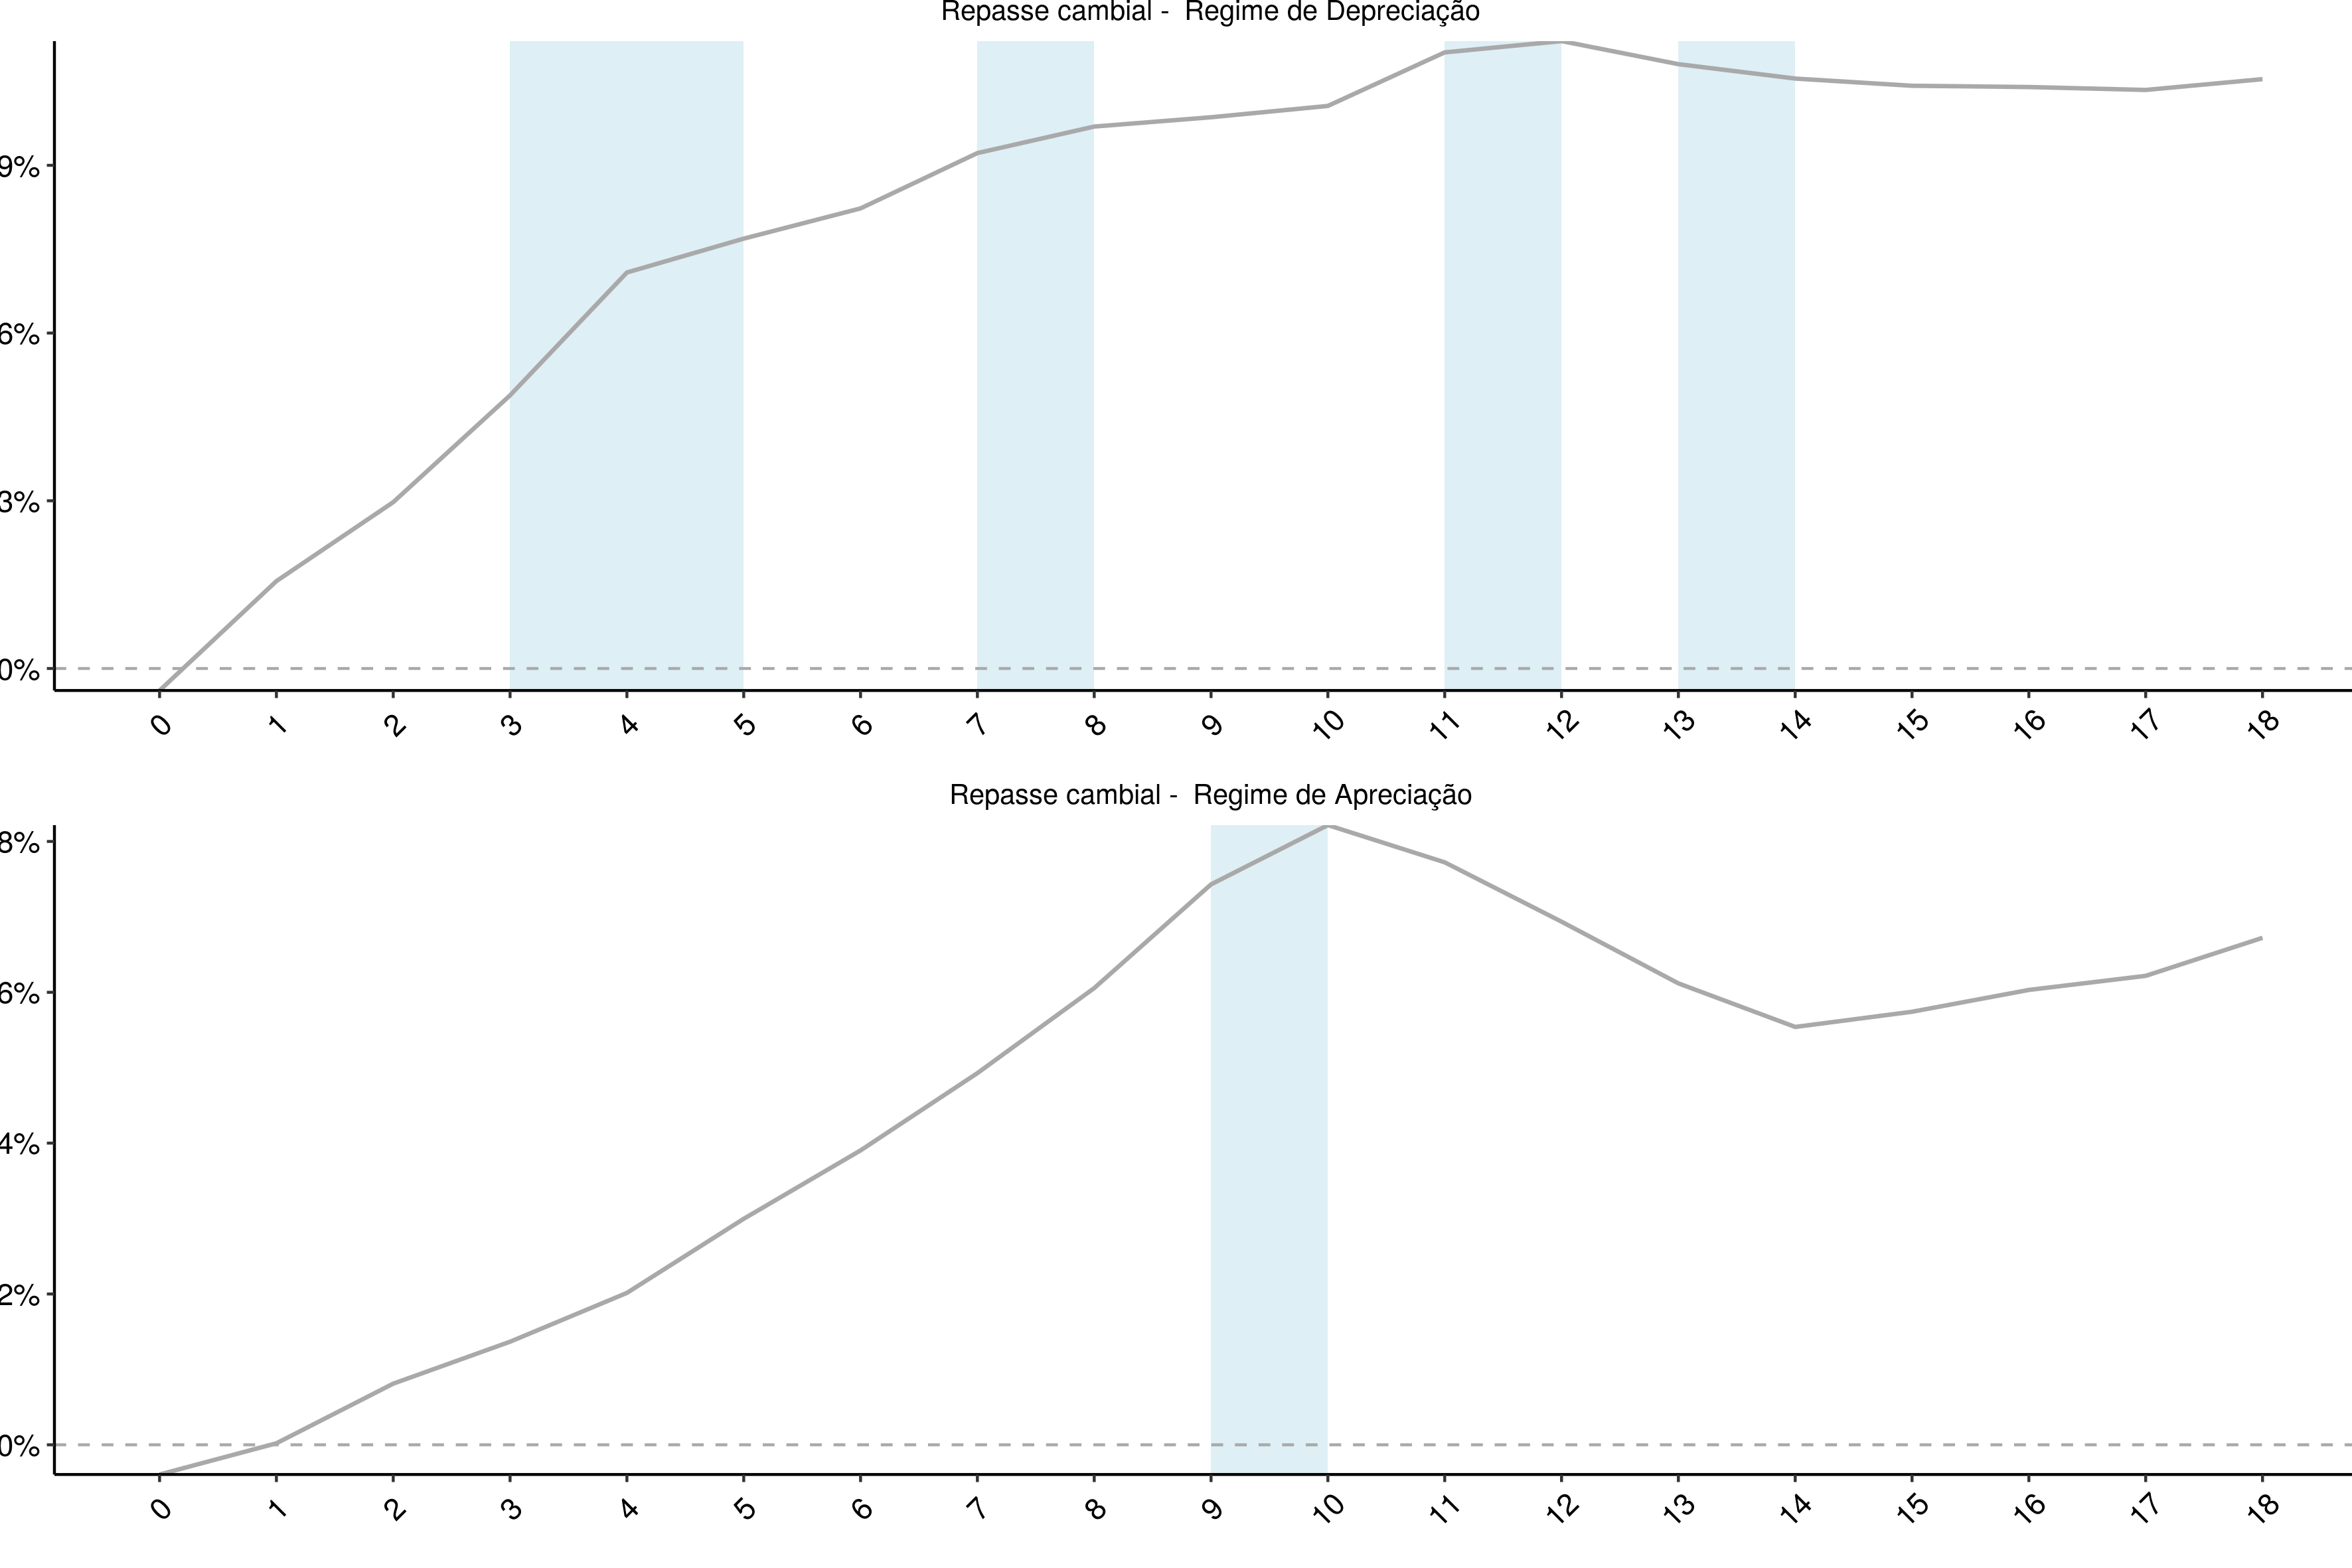 Repasse cambial - Regime de Depreciação
9%
6%
3%
0%
0 1 2 3 4 5 6 7 8 9 10 11 12 13 14 15 16 17 18
Repasse cambial - Regime de Apreciação
8%
6%
4%
2%
0%
0 1 2 3 4 5 6 7 8 9 10 11 12 13 14 15 16 17 18